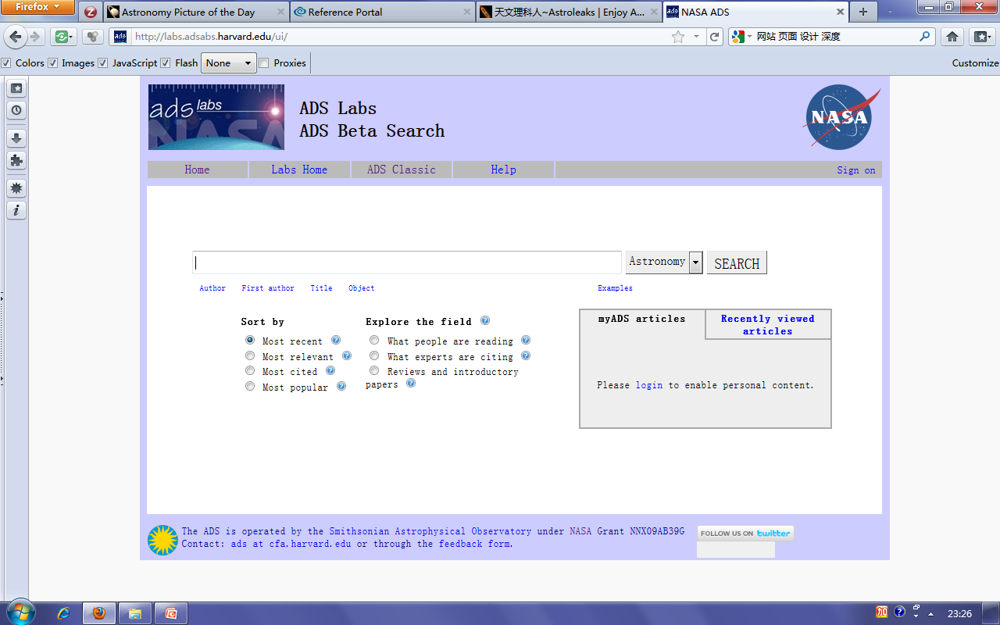 Firefox
Astronomy Picture of the Day
Reference Portal
天文理科人~Astroleaks | Enjoy A...
NASA ADS
http://labs.adsabs.harvard.edu/ui/
网站 页面 设计 深度
Colors Images JavaScript Flash None Proxies
Customize
ads labs
NASA
ADS Labs
ADS Beta Search
NASA
Home Labs Home ADS Classic Help Sign on
Astronomy SEARCH
Author First author Title Object Examples
Sort by
Most recent
Most relevant
Most cited
Most popular
Explore the field
What people are reading
What experts are citing
Reviews and introductory
papers
myADS articles
Recently viewed
articles
Please login to enable personal content.
The ADS is operated by the Smithsonian Astrophysical Observatory under NASA Grant NNX09AB39G
Contact: ads at cfa.harvard.edu or through the feedback form.
FOLLOW US ON twitter
23:26